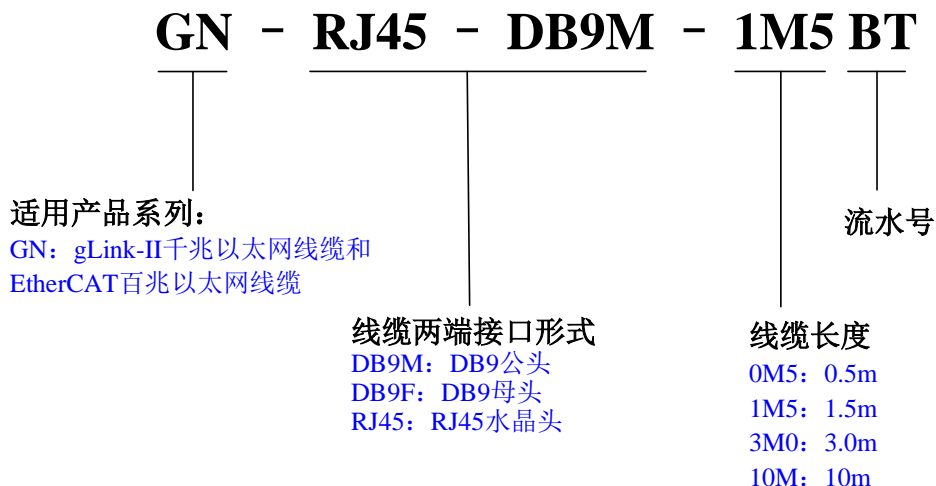 GN - RJ45 - DB9M - 1M5 BT
适用产品系列：
GN：gLink-II千兆以太网线缆和
EtherCAT百兆以太网线缆
流水号
线缆两端接口形式
DB9M：DB9公头
DB9F：DB9母头
RJ45：RJ45水晶头
线缆长度
0M5：0.5m
1M5：1.5m
3M0：3.0m
10M：10m